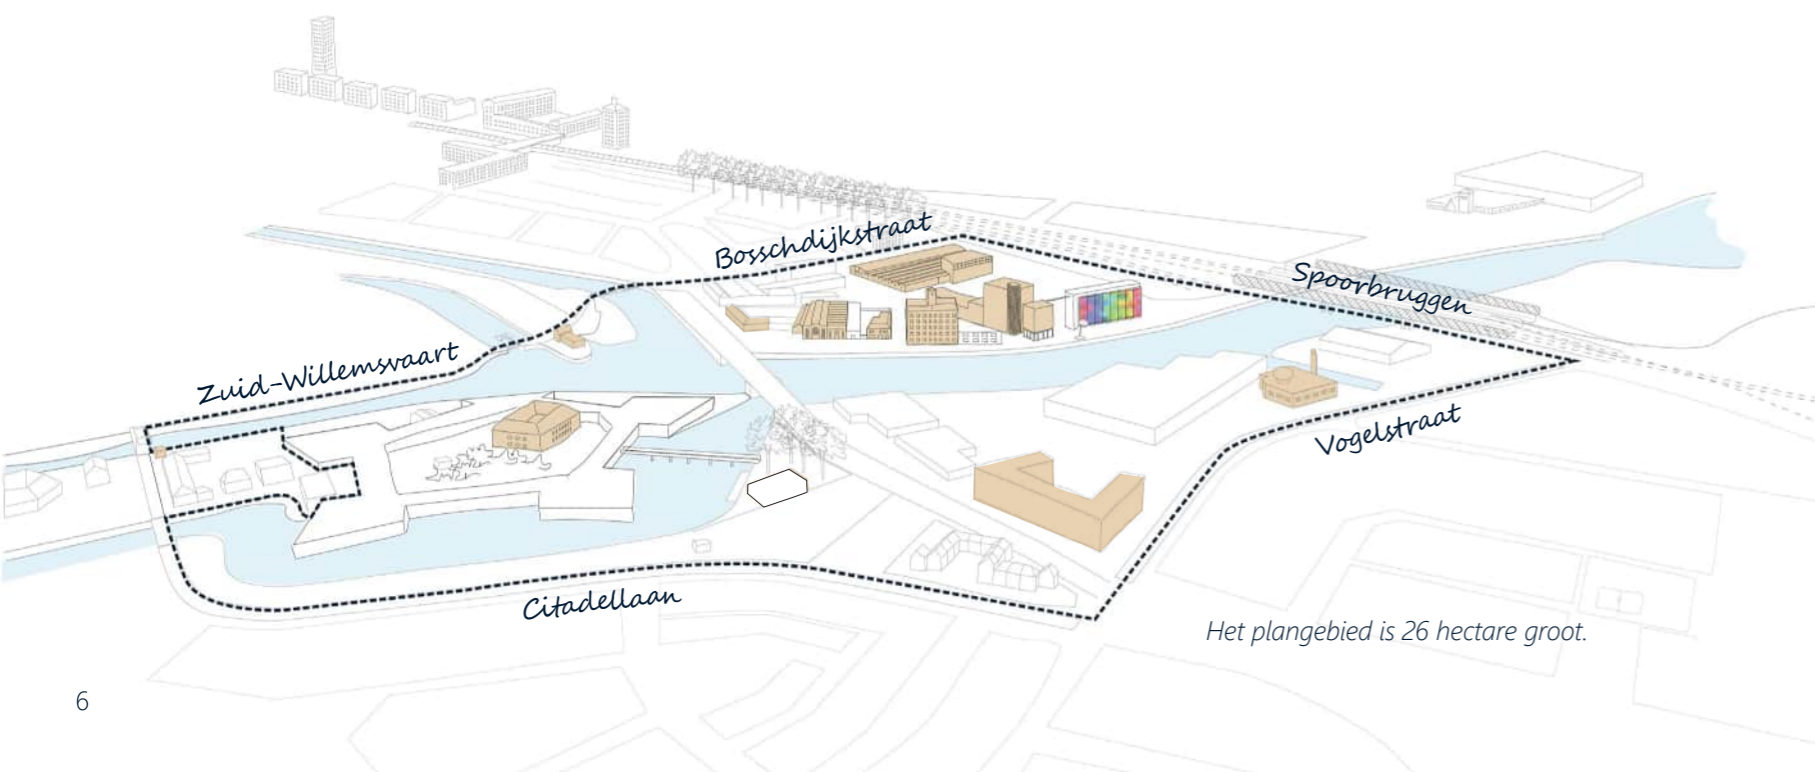 Bosschdijkstraat
Spoorbruggen
Zuid-Willemsvaart
Vogelstraat
Citadellaan
Het plangebied is 26 hectare groot.
6